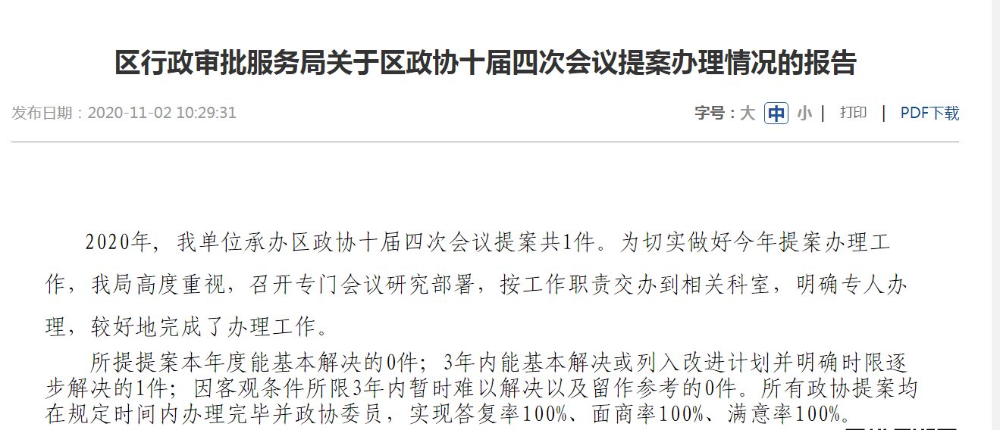 区行政审批服务局关于区政协十届四次会议提案办理情况的报告
发布日期：2020-11-02 10:29:31 字号：大 中 小 | 打印 | PDF下载
2020年，我单位承办区政协十届四次会议提案共1件。为切实做好今年提案办理工
作，我局高度重视，召开专门会议研究部署，按工作职责交办到相关科室，明确专人办
理，较好地完成了办理工作。
所提提案本年度能基本解决的0件；3年内能基本解决或列入改进计划并明确时限逐
步解决的1件；因客观条件所限3年内暂时难以解决以及留作参考的0件。所有政协提案均
在规定时间内办理完毕并政协委员，实现答复率100%、面商率100%、满意率100%。